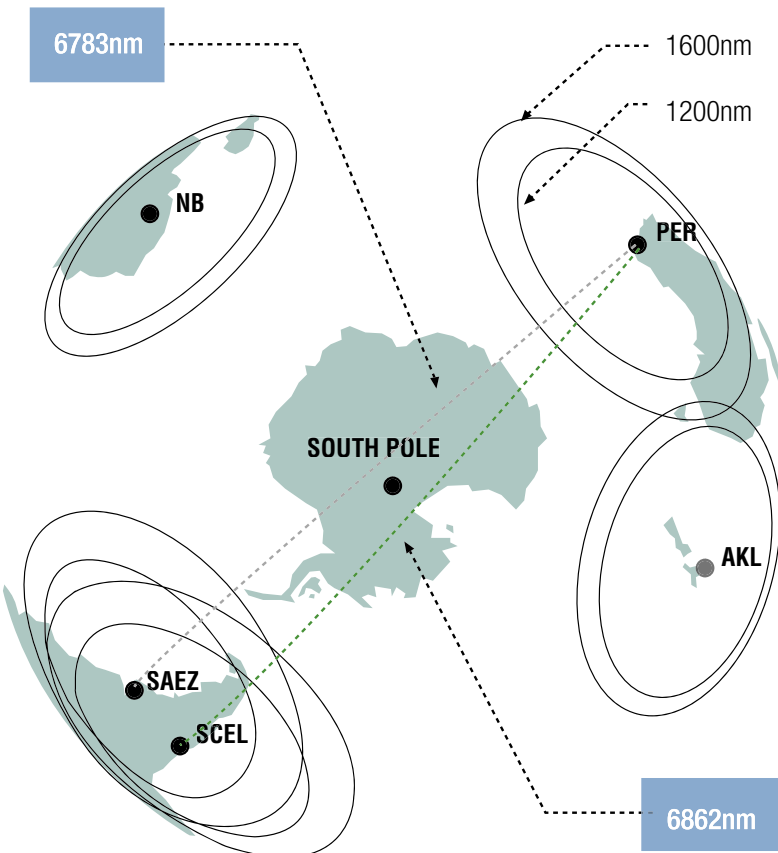 6783nm
1600nm
1200nm
NB
PER
SOUTH POLE
AKL
SAEZ
SCEL
6862nm